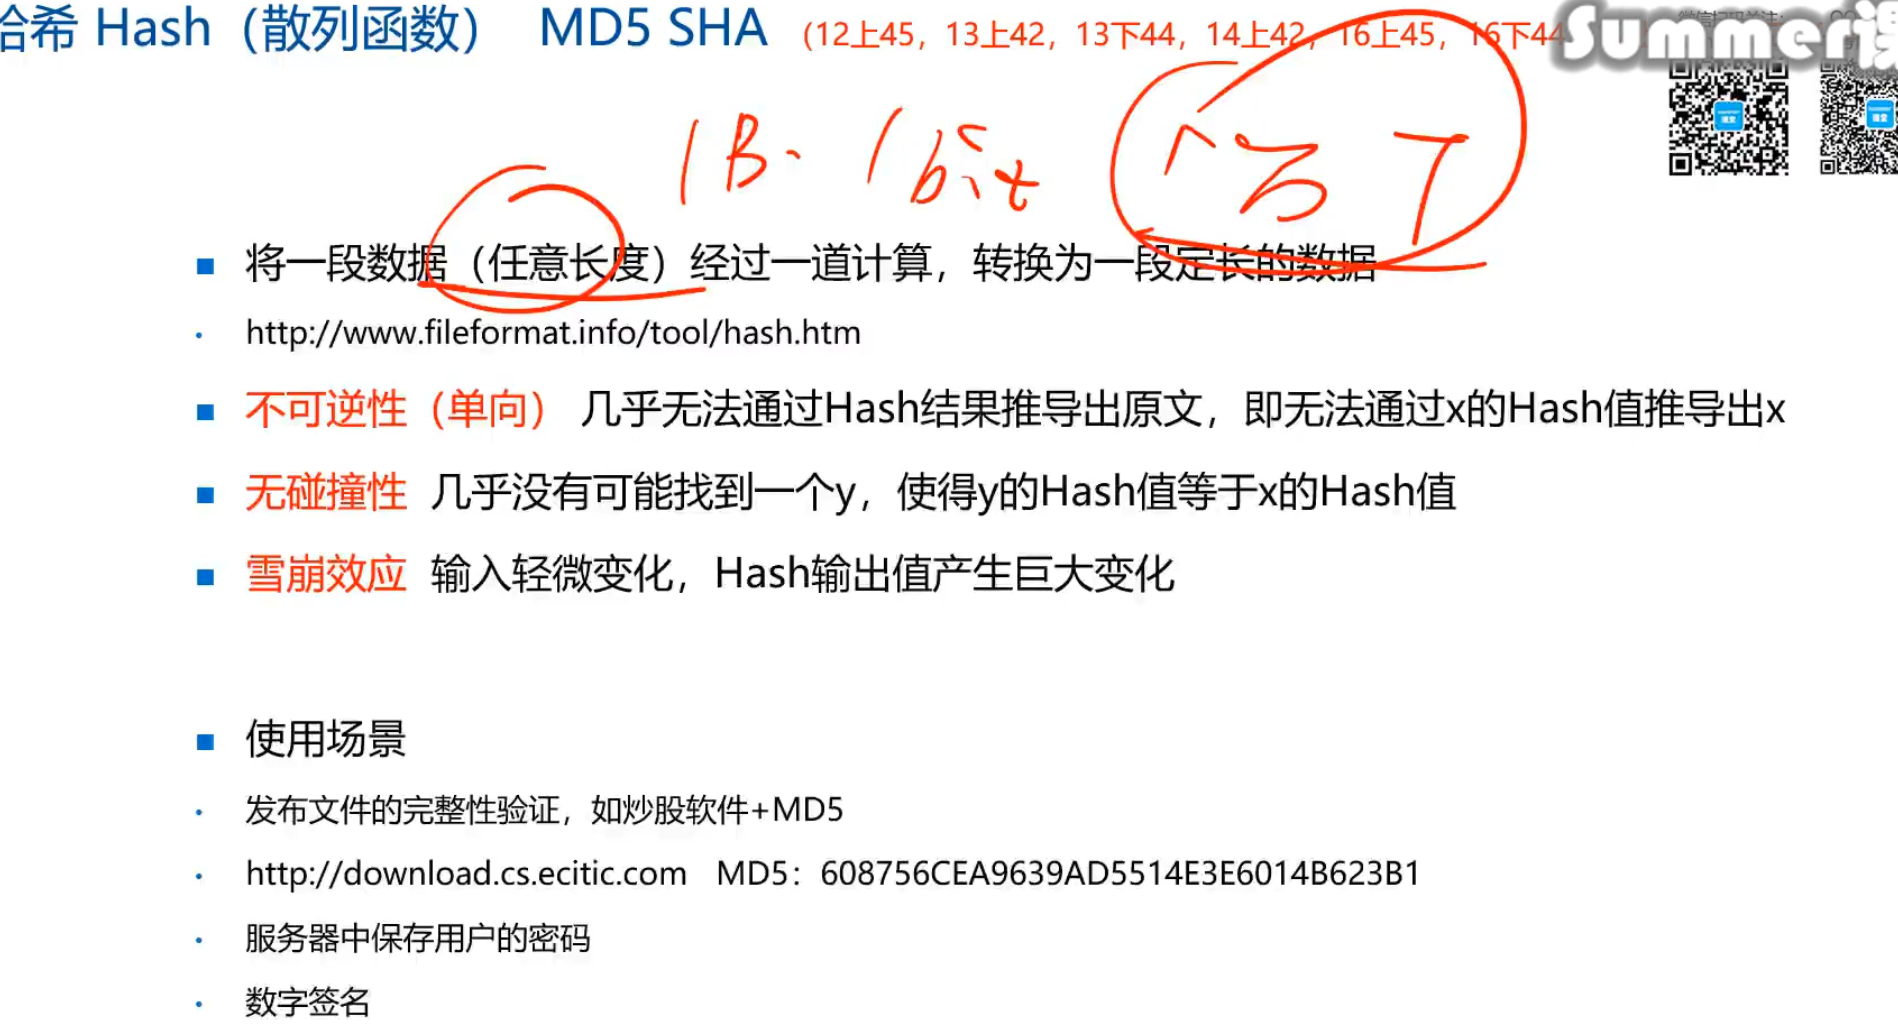 哈希 Hash（散列函数） MD5 SHA （12上45，13上42，13下44，14上42，16上45，16下44
Summer课
1B. 1bit
T
将一段数据（任意长度）经过一道计算，转换为一段定长的数据
http://www.fileformat.info/tool/hash.htm
不可逆性（单向） 几乎无法通过Hash结果推导出原文，即无法通过x的Hash值推导出x
无碰撞性 几乎没有可能找到一个y，使得y的Hash值等于x的Hash值
雪崩效应 输入轻微变化，Hash输出值产生巨大变化
使用场景
发布文件的完整性验证，如炒股软件+MD5
http://download.cs.ecitic.com MD5：608756CEA9639AD5514E3E6014B623B1
服务器中保存用户的密码
数字签名